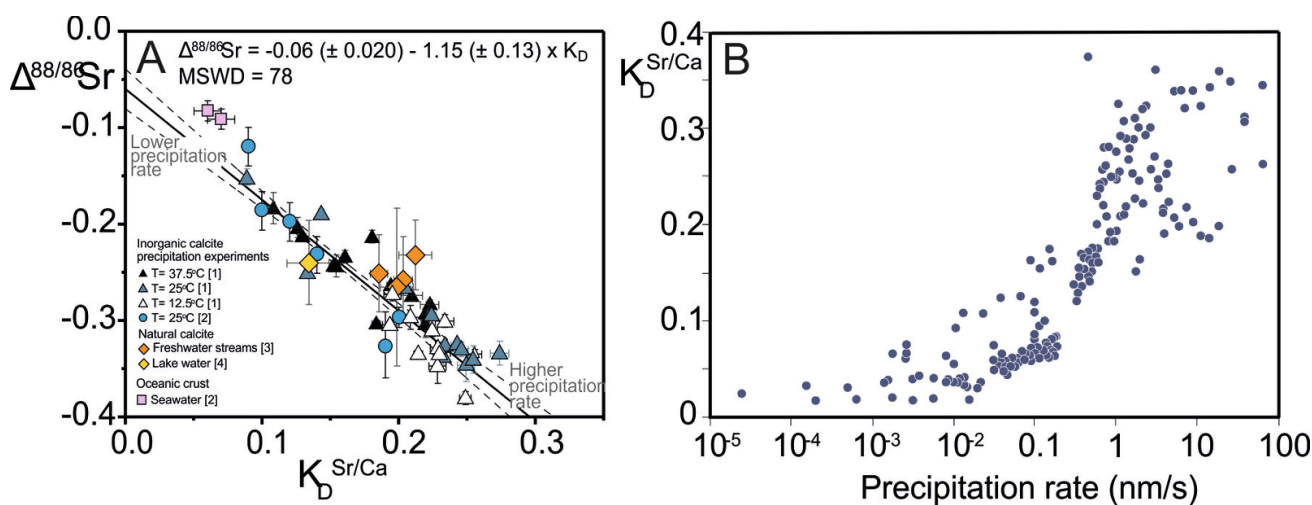 A
Δ88/86Sr = -0.06 (± 0.020) - 1.15 (± 0.13) x KD
MSWD = 78
Δ88/86Sr
0.0
-0.1
-0.2
-0.3
-0.4
Lower
precipitation
rate
Inorganic calcite
precipitation experiments
T= 37.5°C [1]
T= 25°C [1]
T= 12.5°C [1]
T= 25°C [2]
Natural calcite
Freshwater streams [3]
Lake water [4]
Oceanic crust
Seawater [2]
Higher
precipitation
rate
0.0 0.1 0.2 0.3
KD Sr/Ca
B
KD Sr/Ca
0.4
0.3
0.2
0.1
0
10-5 10-4 10-3 10-2 0.1 1 10 100
Precipitation rate (nm/s)